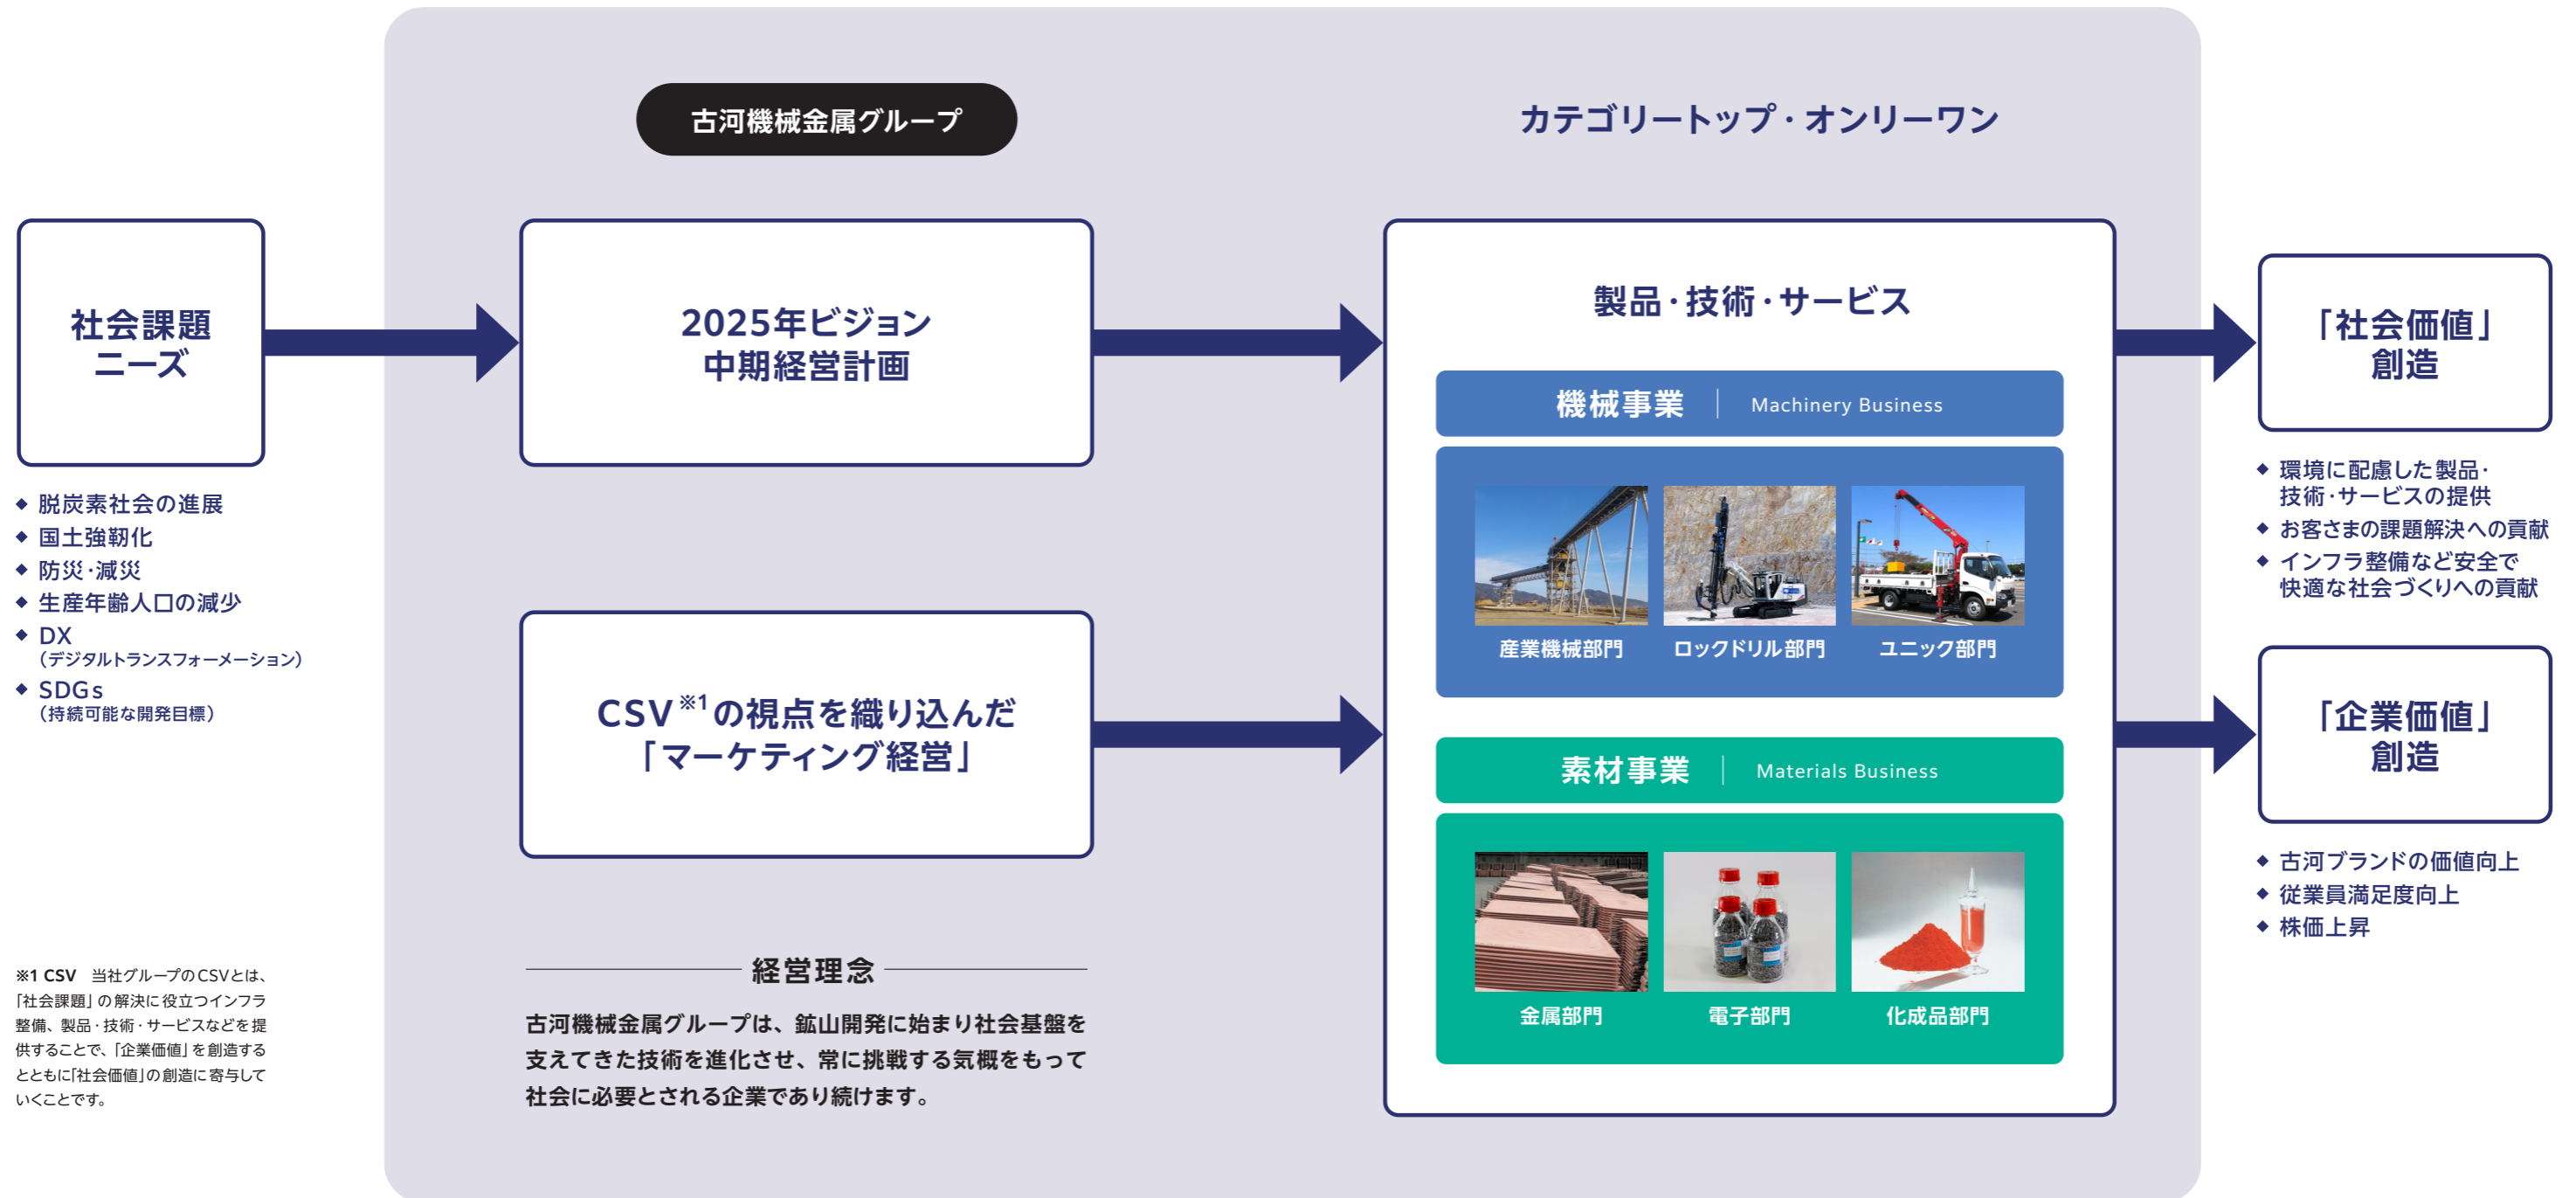 古河機械金属グループ
カテゴリートップ・オンリーワン
社会課題
ニーズ
脱炭素社会の進展
国土強靭化
防災・減災
生産年齢人口の減少
DX
（デジタルトランスフォーメーション）
SDGs
（持続可能な開発目標）
※1 CSV 当社グループのCSVとは、
「社会課題」の解決に役立つインフラ
整備、製品・技術・サービスなどを提
供することで、「企業価値」を創造する
とともに「社会価値」の創造に寄与して
いくことです。
2025年ビジョン
中期経営計画
CSV※1の視点を織り込んだ
「マーケティング経営」
経営理念
古河機械金属グループは、鉱山開発に始まり社会基盤を
支えてきた技術を進化させ、常に挑戦する気概をもって
社会に必要とされる企業であり続けます。
製品・技術・サービス
機械事業 | Machinery Business
産業機械部門 ロックドリル部門 ユニック部門
素材事業 | Materials Business
金属部門 電子部門 化成品部門
「社会価値」
創造
環境に配慮した製品・
技術・サービスの提供
お客さまの課題解決への貢献
インフラ整備など安全で
快適な社会づくりへの貢献
「企業価値」
創造
古河ブランドの価値向上
従業員満足度向上
株価上昇